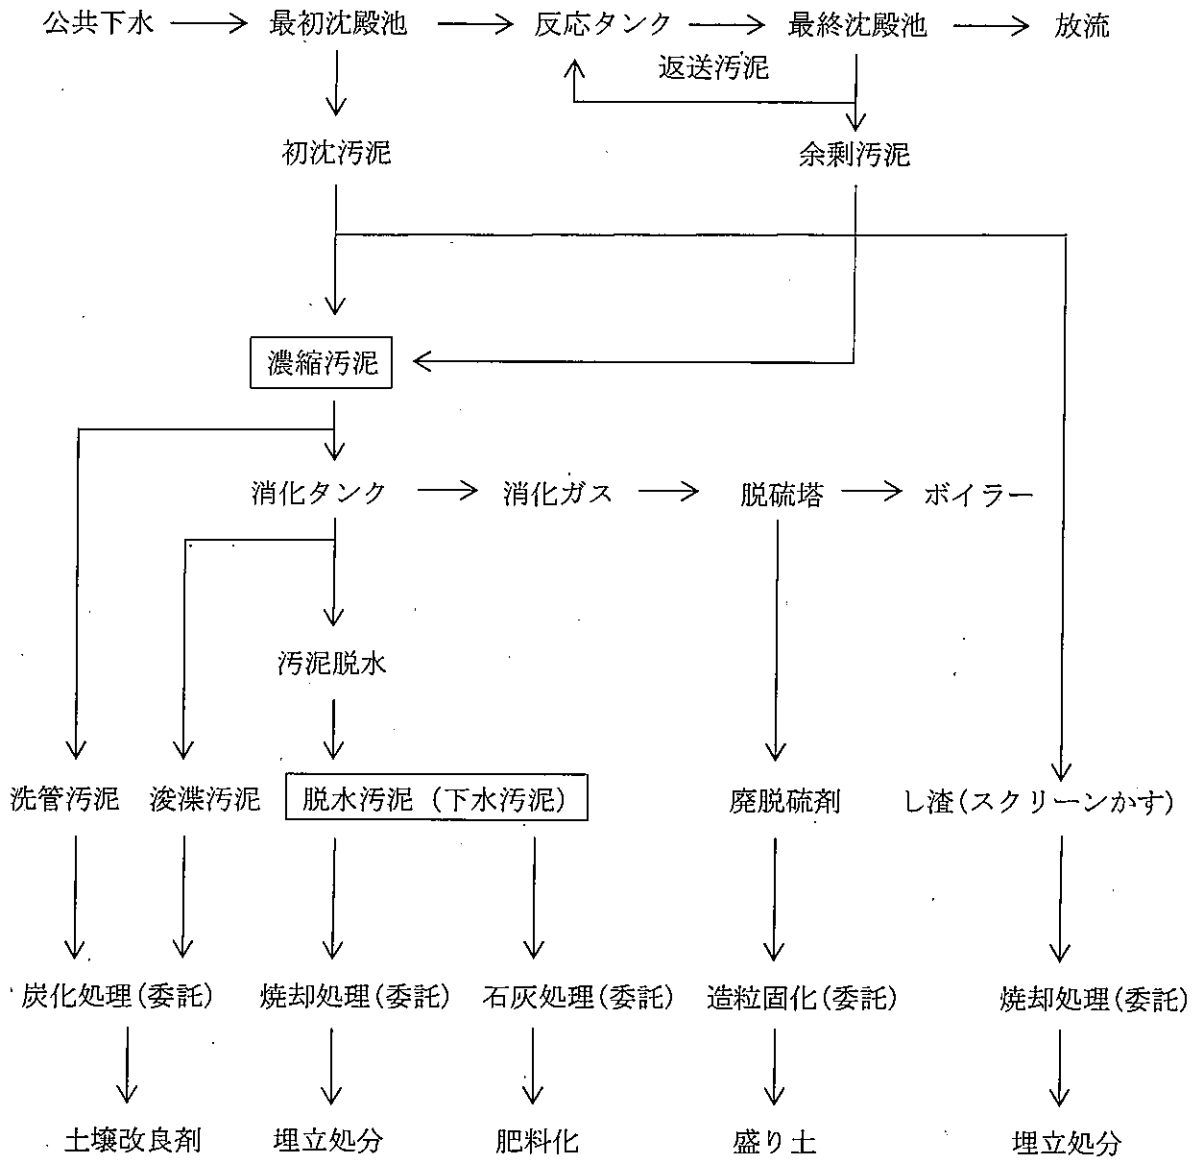 公共下水
最初沈殿池
反応タンク
最終沈殿池
放流
返送汚泥
初沈汚泥
余剰汚泥
濃縮汚泥
消化タンク
消化ガス
脱硫塔
ボイラー
汚泥脱水
洗管汚泥
浚渫汚泥
脱水汚泥(下水汚泥)
廃脱硫剤
し渣(スクリーンかす)
炭化処理(委託)
焼却処理(委託)
石灰処理(委託)
造粒固化(委託)
焼却処理(委託)
土壌改良剤
埋立処分
肥料化
盛り土
埋立処分